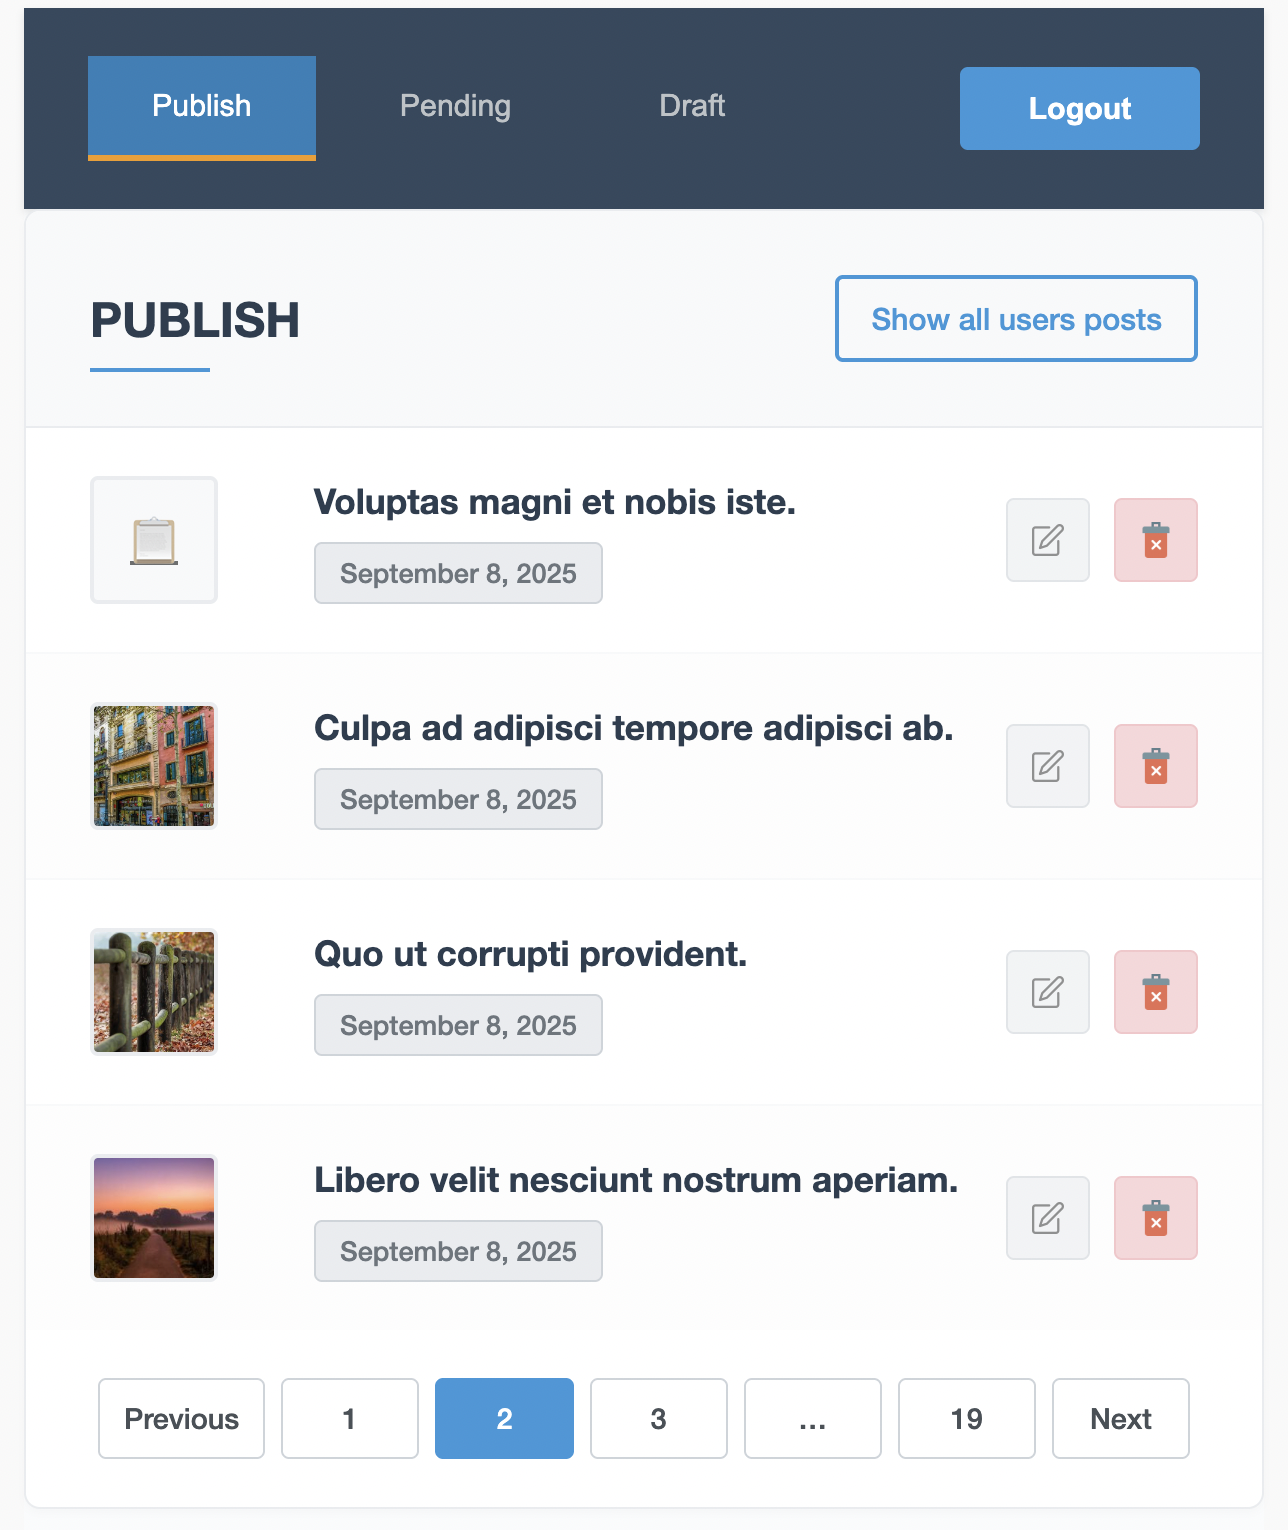 Publish
Pending
Draft
Logout
PUBLISH
Show all users posts
Voluptas magni et nobis iste.
September 8, 2025
Culpa ad adipisci tempore adipisci ab.
September 8, 2025
Quo ut corrupti provident.
September 8, 2025
Libero velit nesciunt nostrum aperiam.
September 8, 2025
Previous
1
2
3
...
19
Next